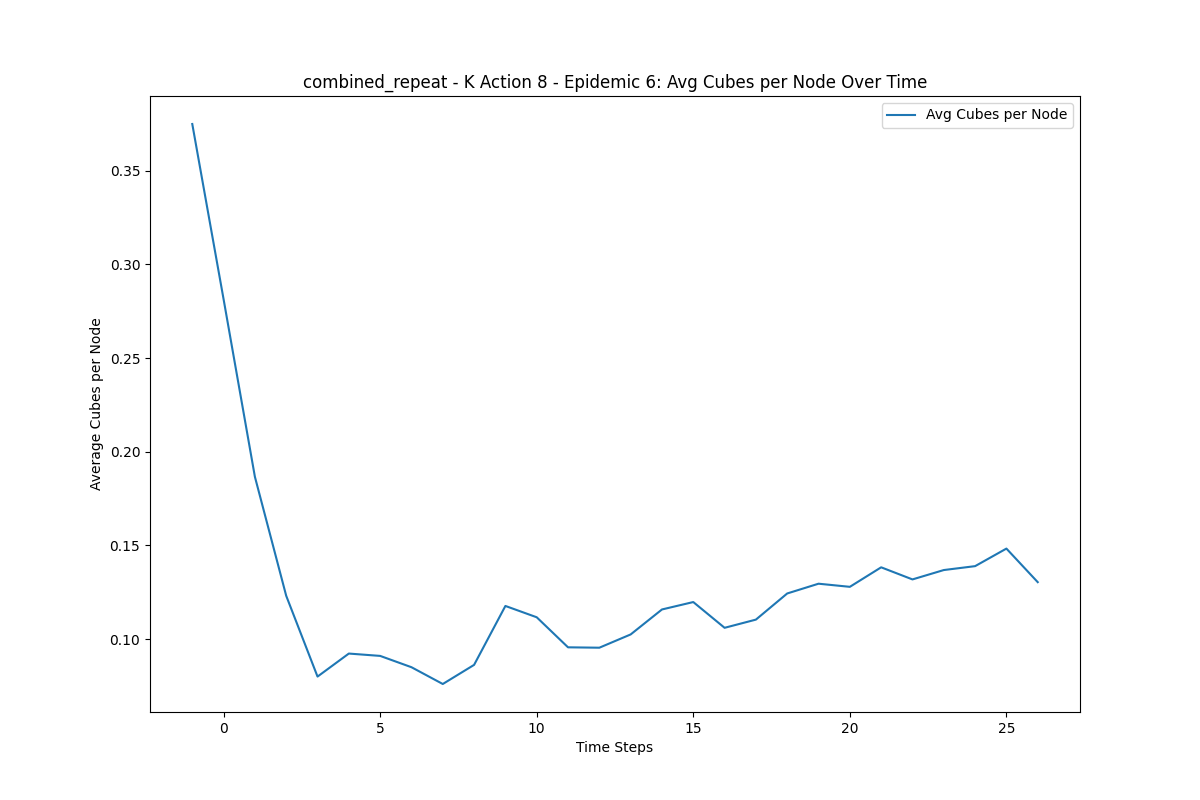 combined_repeat - K Action 8 - Epidemic 6: Avg Cubes per Node Over Time
Avg Cubes per Node
Average Cubes per Node
0.35
0.30
0.25
0.20
0.15
0.10
0 5 10 15 20 25
Time Steps